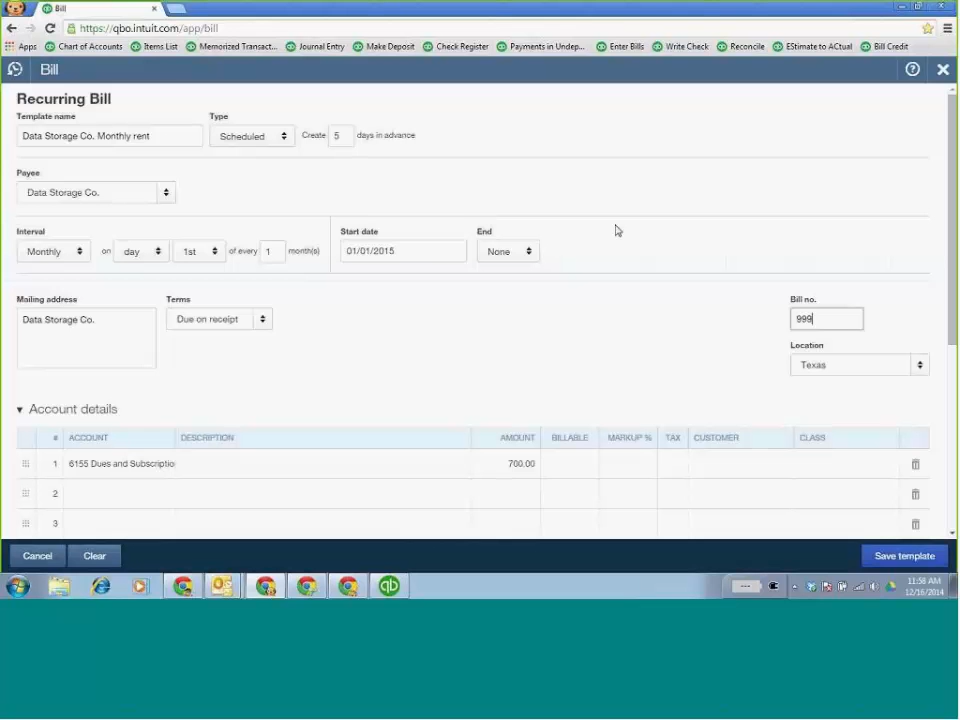 Bill
https://qbo.intuit.com/app/bill
Apps Chart of Accounts Items List Memorized Transact... Journal Entry Make Deposit Check Register Payments in Undep... Enter Bills Write Check Reconcile EStimate to ACtual Bill Credit
Bill
Recurring Bill
Template name Type
Data Storage Co. Monthly rent Scheduled Create 5 days in advance
Payee
Data Storage Co.
Interval Start date End
Monthly on day 1st of every 1 month(s) 01/01/2015 None
Mailing address Terms Bill no.
Data Storage Co. Due on receipt 999
Location
Texas
Account details
# ACCOUNT DESCRIPTION AMOUNT BILLABLE MARKUP % TAX CUSTOMER CLASS
1 6155 Dues and Subscriptio 700.00
2
3
Cancel Clear Save template
11:58 AM
12/16/2014